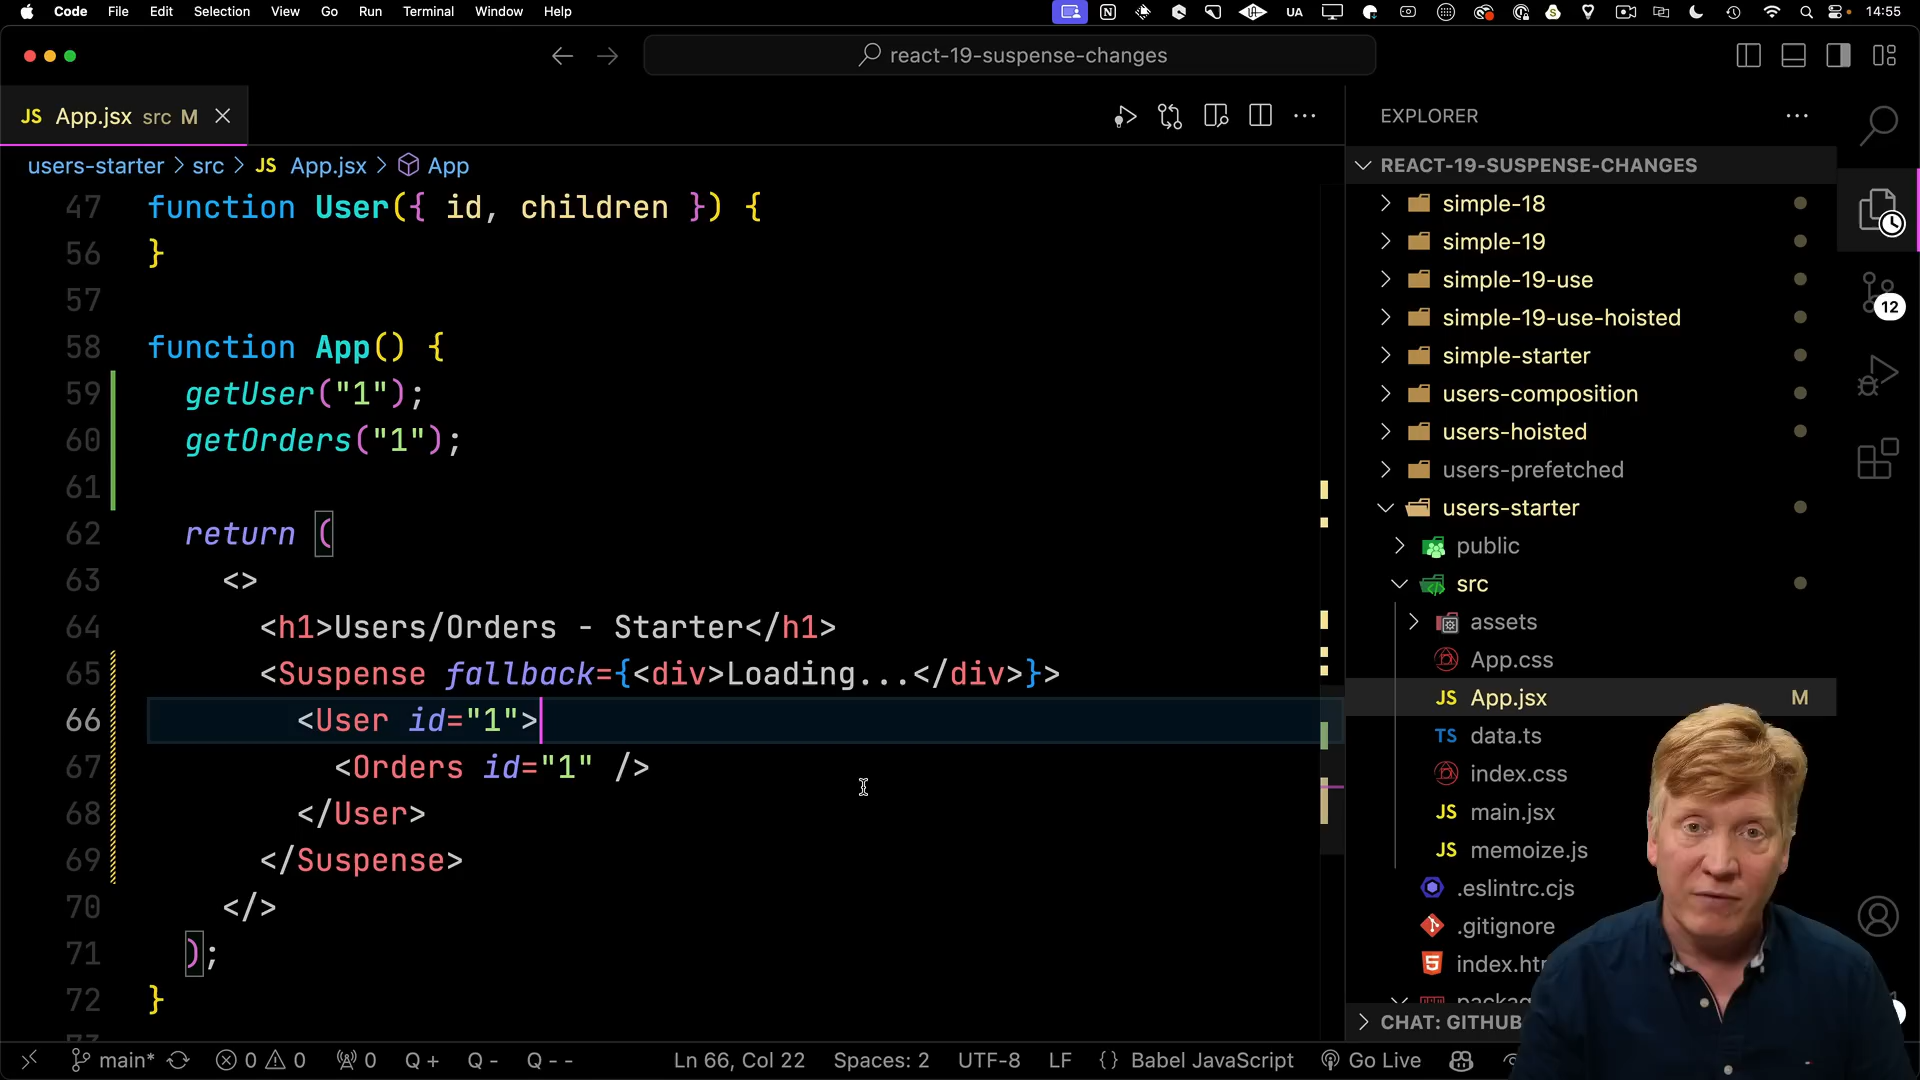 Code File Edit Selection View Go Run Terminal Window Help UA 14:55
react-19-suspense-changes
JS App.jsx src M
users-starter > src > JS App.jsx > App
47 function User({ id, children }) {
56 }
57
58 function App() {
59 getUser("1");
60 getOrders("1");
61
62 return (
63 <>
64 <h1>Users/Orders - Starter</h1>
65 <Suspense fallback={<div>Loading...</div>}>
66 <User id="1">
67 <Orders id="1" />
68 </User>
69 </Suspense>
70 </>
71 );
72 }
EXPLORER
REACT-19-SUSPENSE-CHANGES
simple-18
simple-19
simple-19-use
simple-19-use-hoisted
simple-starter
users-composition
users-hoisted
users-prefetched
users-starter
public
src
assets
App.css
JS App.jsx M
TS data.ts
index.css
JS main.jsx
JS memoize.js
.eslintrc.cjs
.gitignore
CHAT: GITHUB
12
main* 0 0 0 Q + Q - Q - - Ln 66, Col 22 Spaces: 2 UTF-8 LF {} Babel JavaScript Go Live